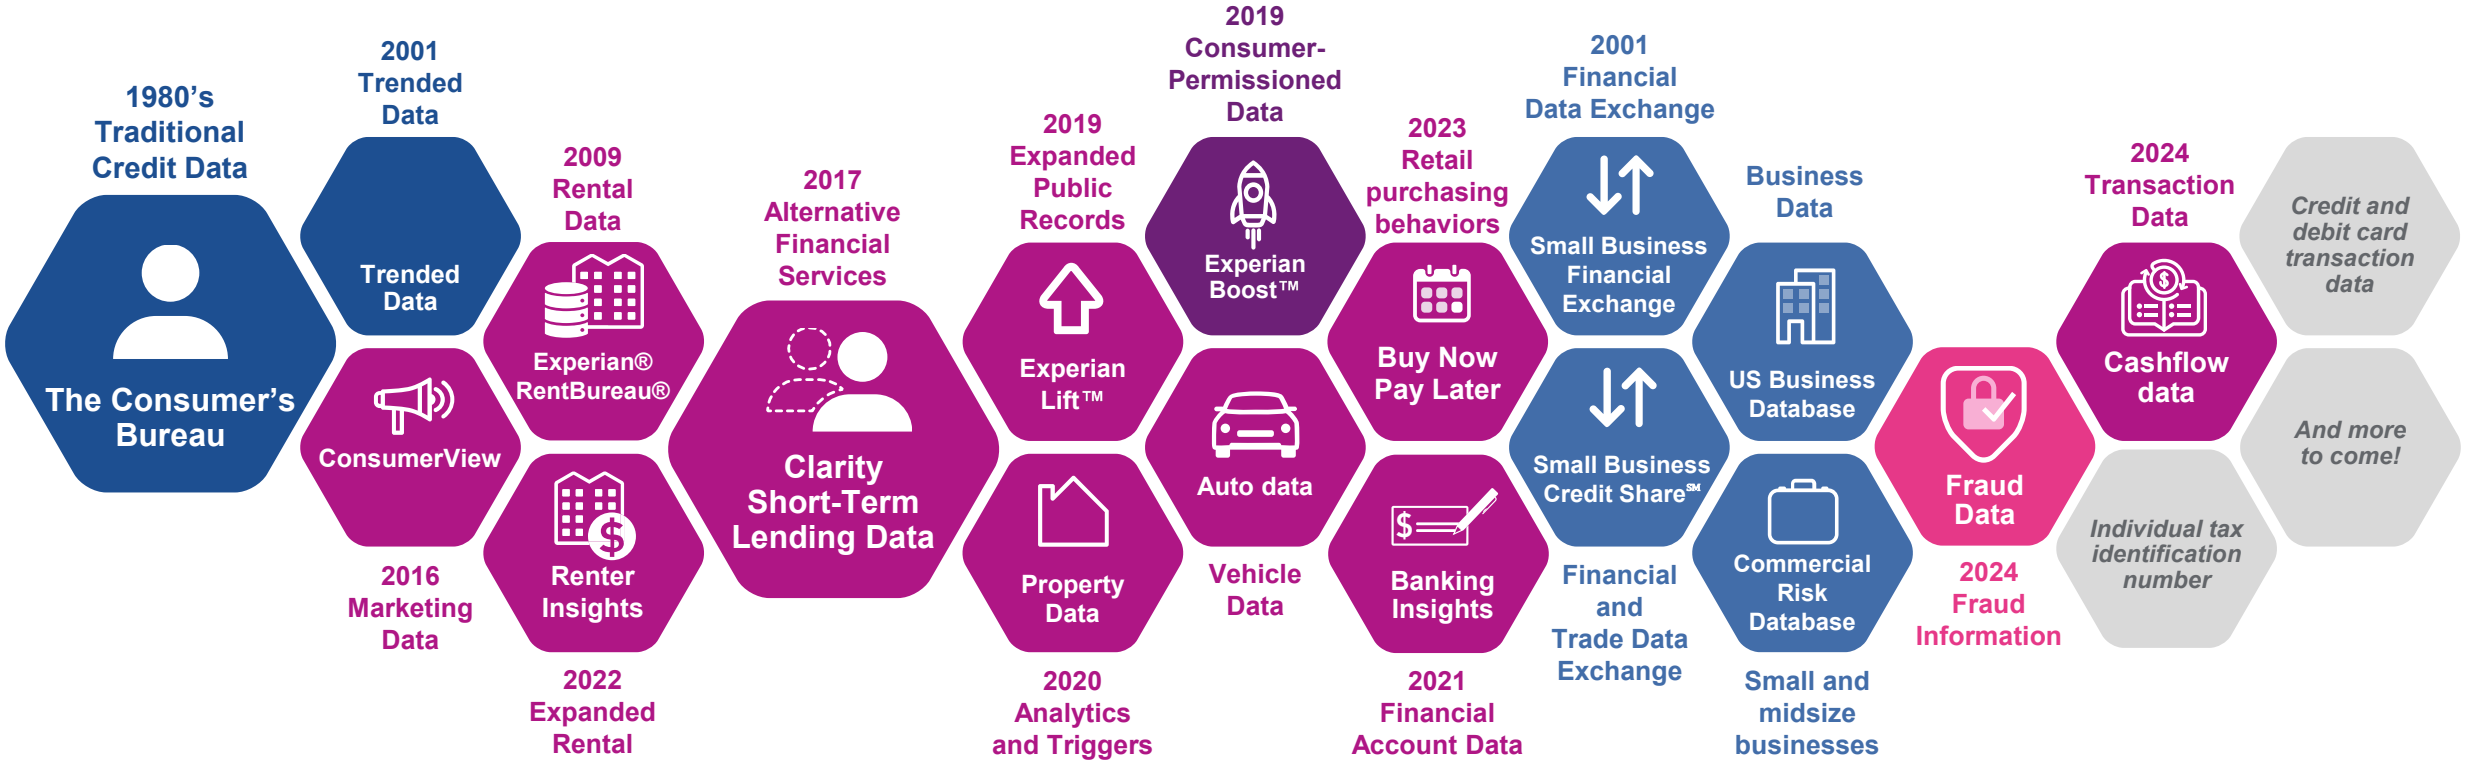 1980's
Traditional
Credit Data
The Consumer's
Bureau
2001
Trended
Data
Trended
Data
ConsumerView
2016
Marketing
Data
2009
Rental
Data
Experian®
RentBureau®
Renter
Insights
$
2022
Expanded
Rental
2017
Alternative
Financial
Services
Clarity
Short-Term
Lending Data
2019
Expanded
Public
Records
Experian
Lift™
Property
Data
2020
Analytics
and Triggers
2019
Consumer-
Permissioned
Data
Experian
Boost™
Auto data
Vehicle
Data
2023
Retail
purchasing
behaviors
Buy Now
Pay Later
$
Banking
Insights
2021
Financial
Account Data
2001
Financial
Data Exchange
Small Business
Financial
Exchange
Small Business
Credit Share℠
Financial
and
Trade Data
Exchange
Business
Data
US Business
Database
Commercial
Risk
Database
Small and
midsize
businesses
Fraud
Data
2024
Fraud
Information
2024
Transaction
Data
$
Cashflow
data
Individual tax
identification
number
Credit and
debit card
transaction
data
And more
to come!